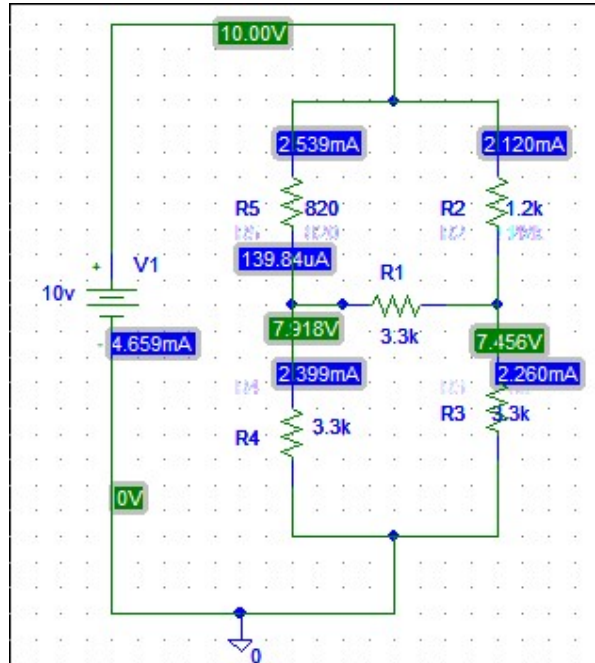 10.00V
2.539mA
2.120mA
R5 820
R2 1.2k
139.84uA
+ V1
R1
10v
7.918V
3.3k
7.456V
- 4.659mA
2.399mA
2.260mA
R4 3.3k
R3 3.3k
0V
0